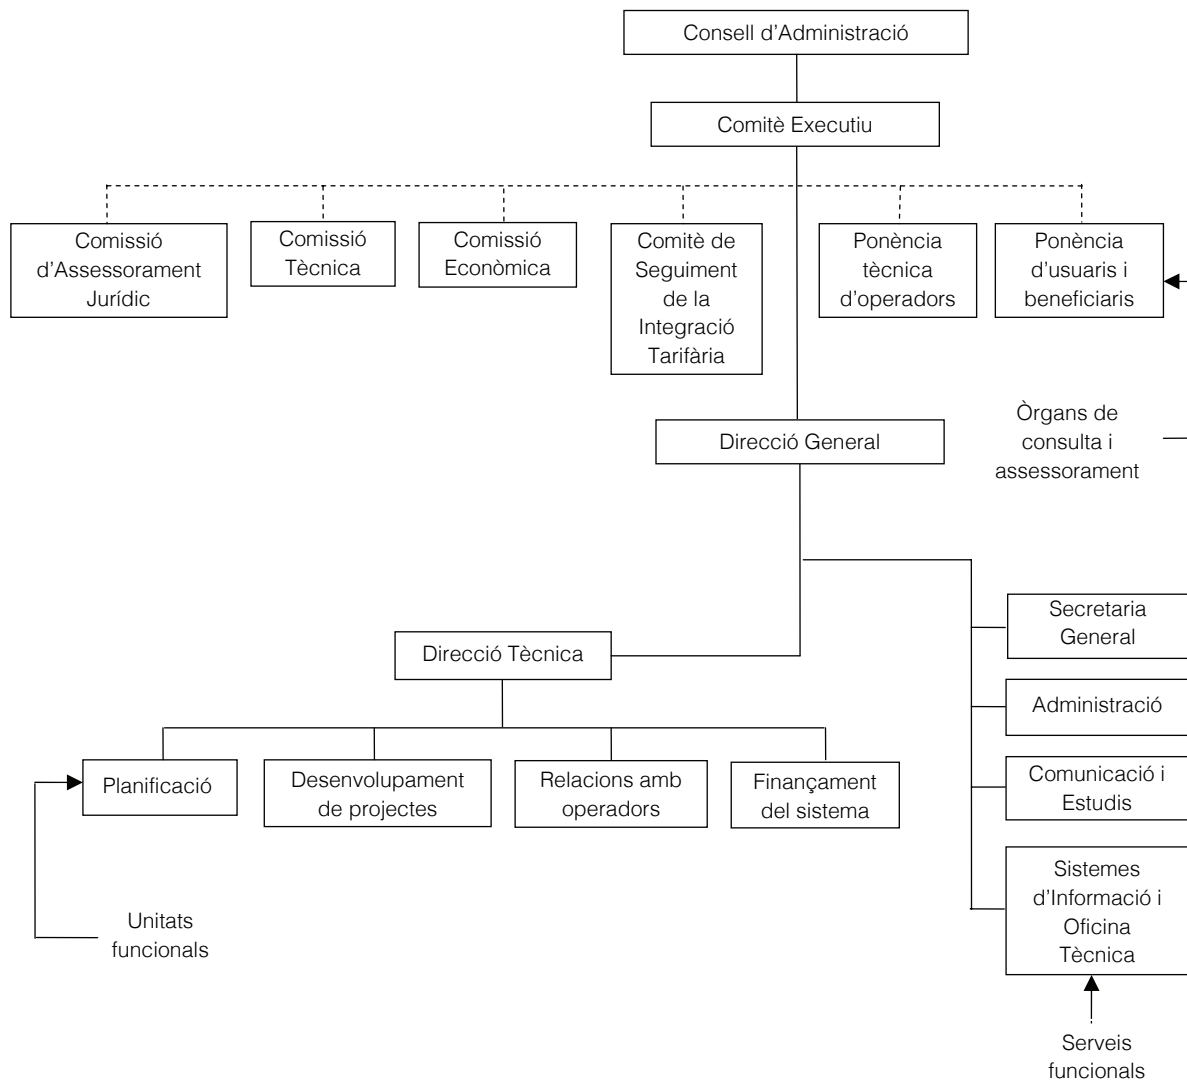 Consell d'Administració
Comitè Executiu
Comissió
d'Assessorament
Jurídic
Comissió
Tècnica
Comissió
Econòmica
Comitè de
Seguiment
de la
Integració
Tarifària
Ponència
tècnica
d'operadors
Ponència
d'usuaris i
beneficiaris
Òrgans de
consulta i
assessorament
Direcció General
Secretaria
General
Direcció Tècnica
Administració
Planificació
Desenvolupament
de projectes
Relacions amb
operadors
Finançament
del sistema
Comunicació i
Estudis
Sistemes
d'Informació i
Oficina
Tècnica
Unitats
funcionals
Serveis
funcionals